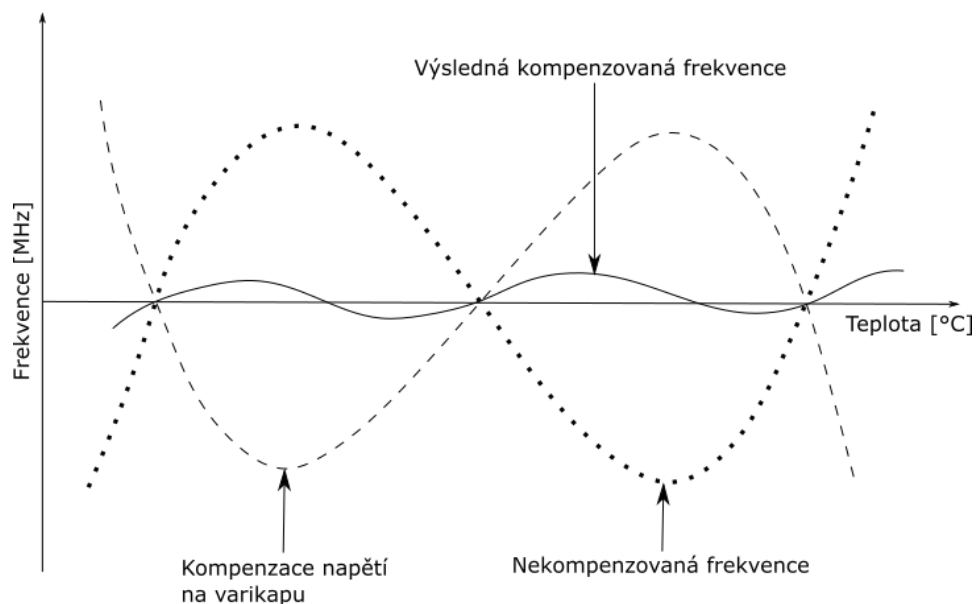 Výsledná kompenzovaná frekvence
Frekvence [MHz]
Teplota [°C]
Kompenzace napětí
na varikapu
Nekompenzovaná frekvence